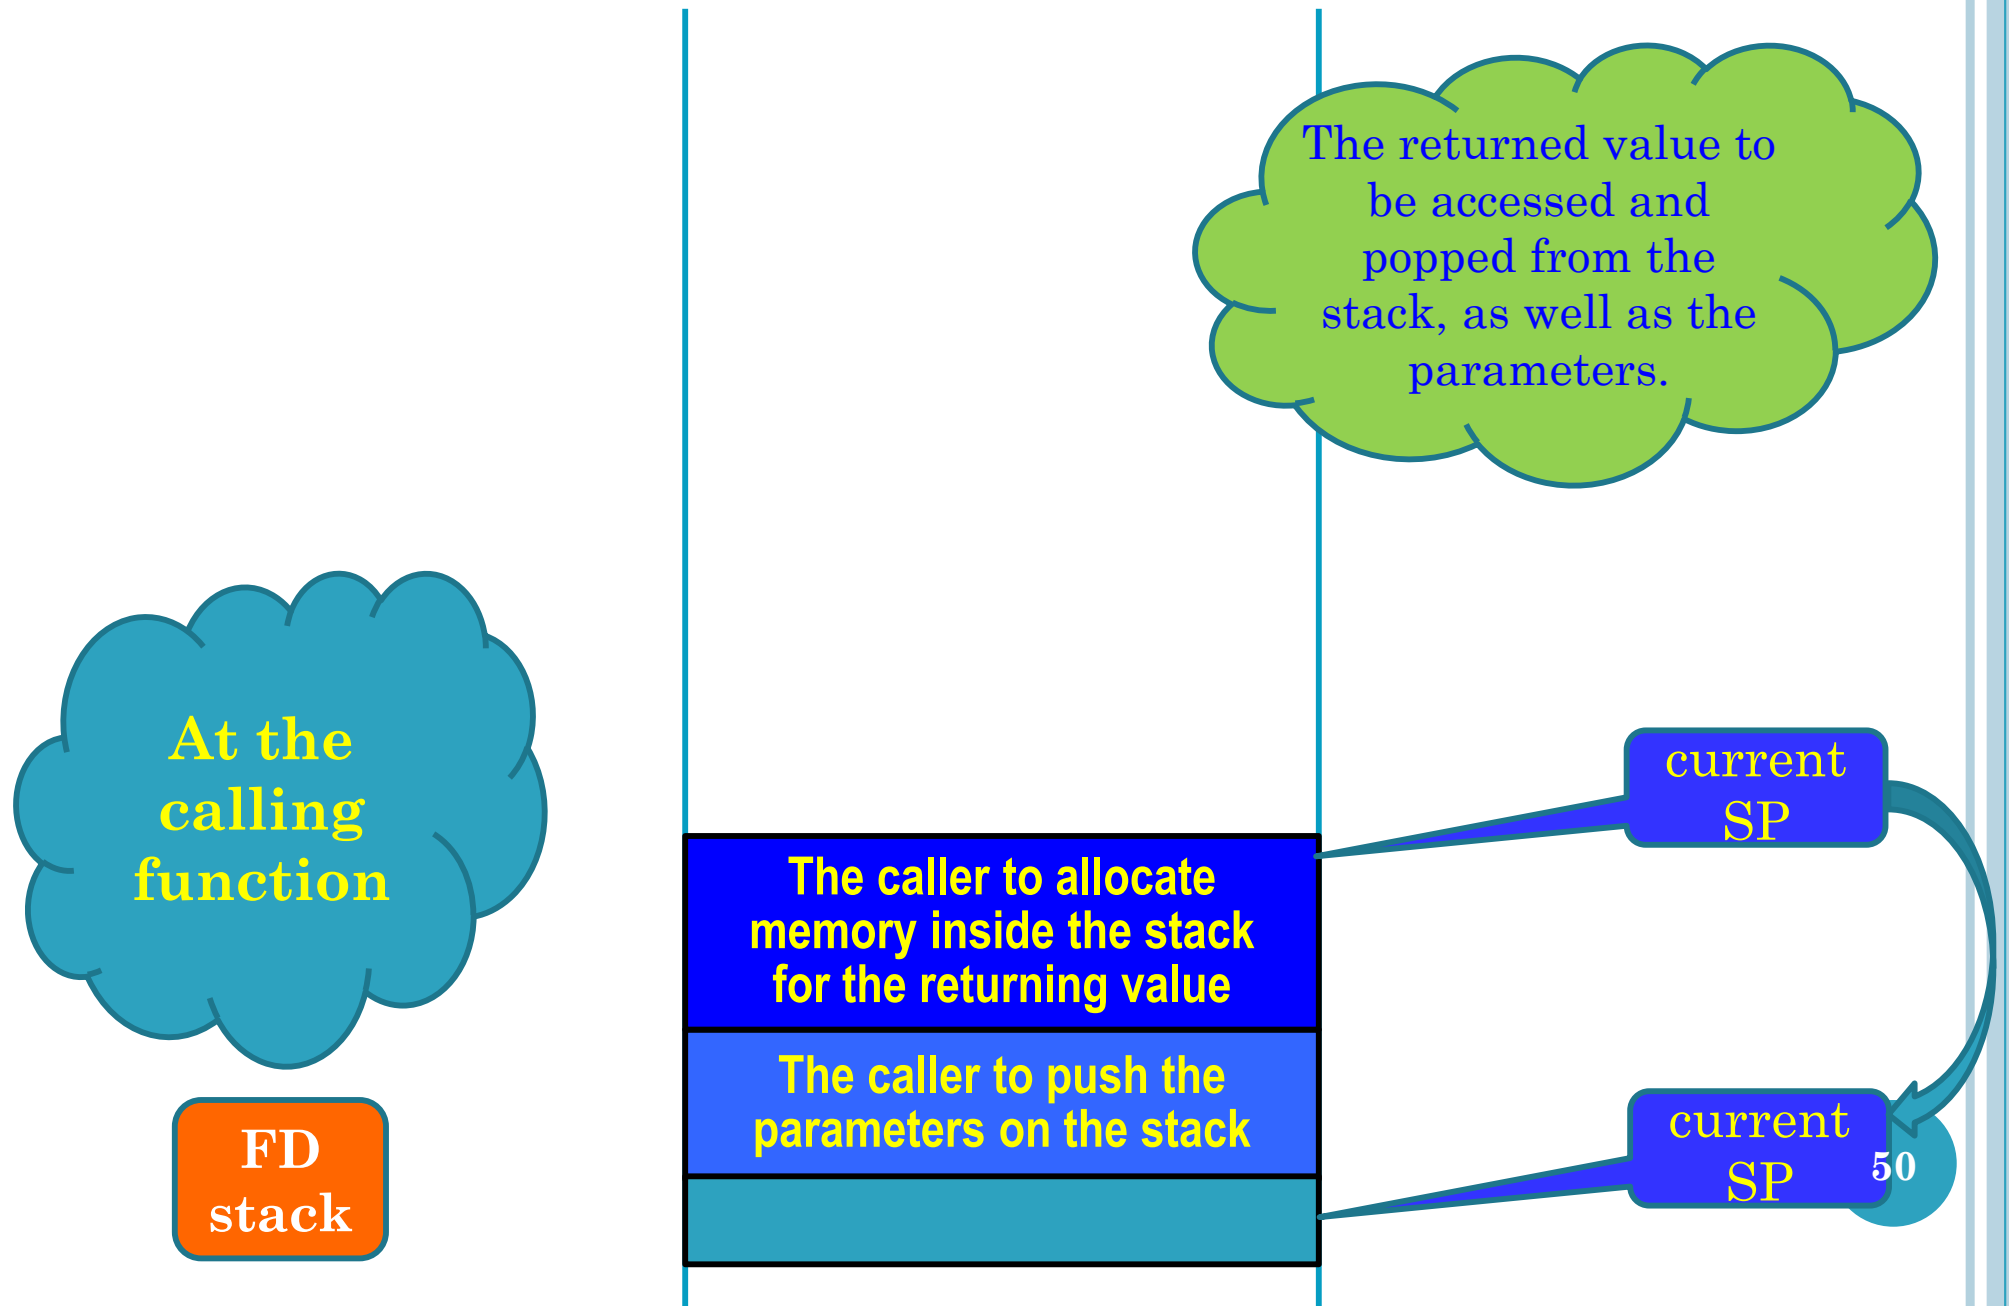 The returned value to
be accessed and
popped from the
stack, as well as the
parameters.
At the
calling
function
current
SP
The caller to allocate
memory inside the stack
for the returning value
The caller to push the
parameters on the stack
FD
stack
current
SP
50